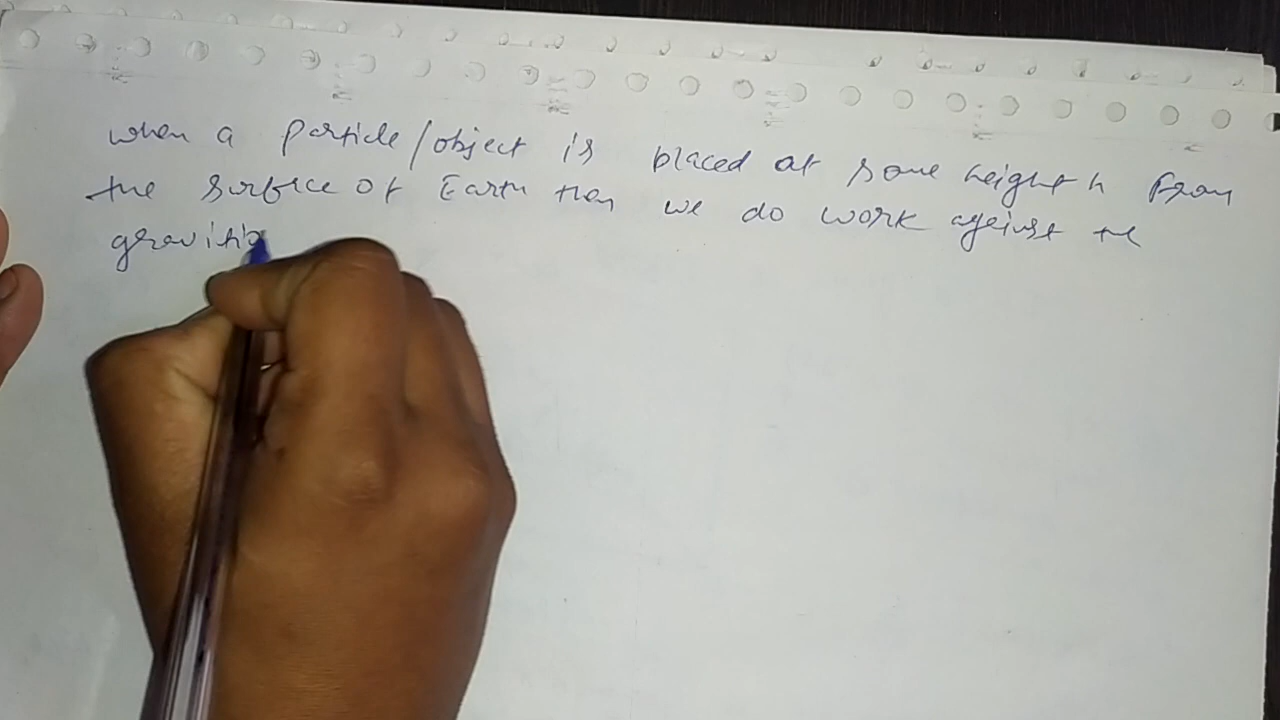 when a particle/object is placed at some height h from
the surface of Earth then we do work against the
gravitia